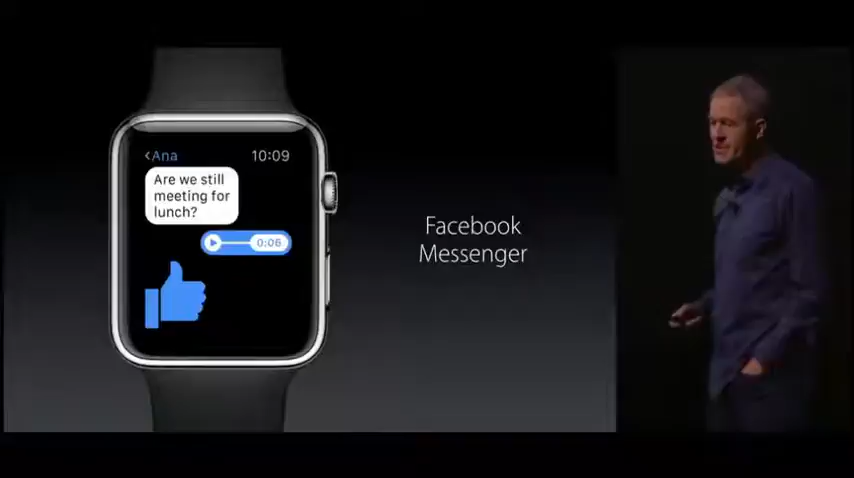 <Ana 10:09
Are we still
meeting for
lunch?
0:06
Facebook
Messenger